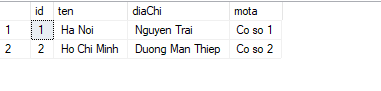 id ten diaChi mota
1 1 Ha Noi Nguyen Trai Co so 1
2 2 Ho Chi Minh Duong Man Thiep Co so 2